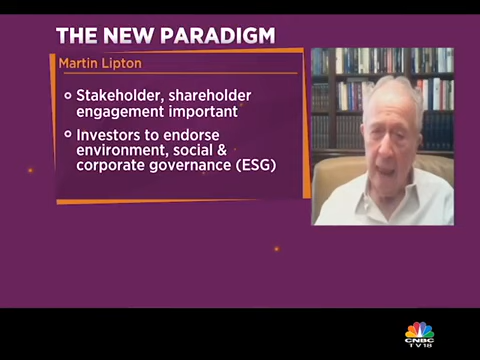 THE NEW PARADIGM
Martin Lipton
Stakeholder, shareholder
engagement important
Investors to endorse
environment, social &
corporate governance (ESG)
CNBC
TV18